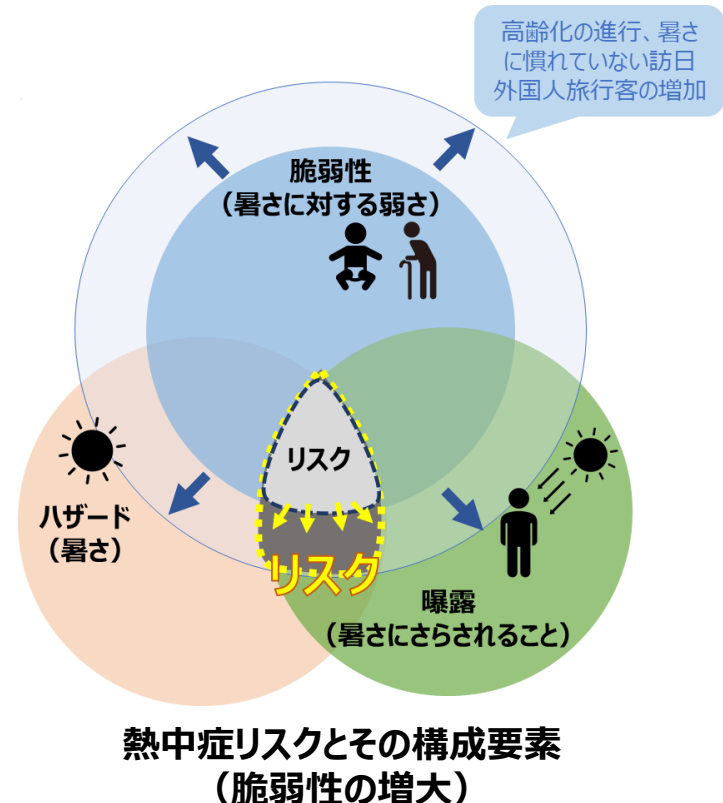 高齢化の進行、暑さ
に慣れていない訪日
外国人旅行客の増加
脆弱性
（暑さに対する弱さ）
リスク
ハザード
（暑さ）
リスク
曝露
（暑さにさらされること）
熱中症リスクとその構成要素
（脆弱性の増大）